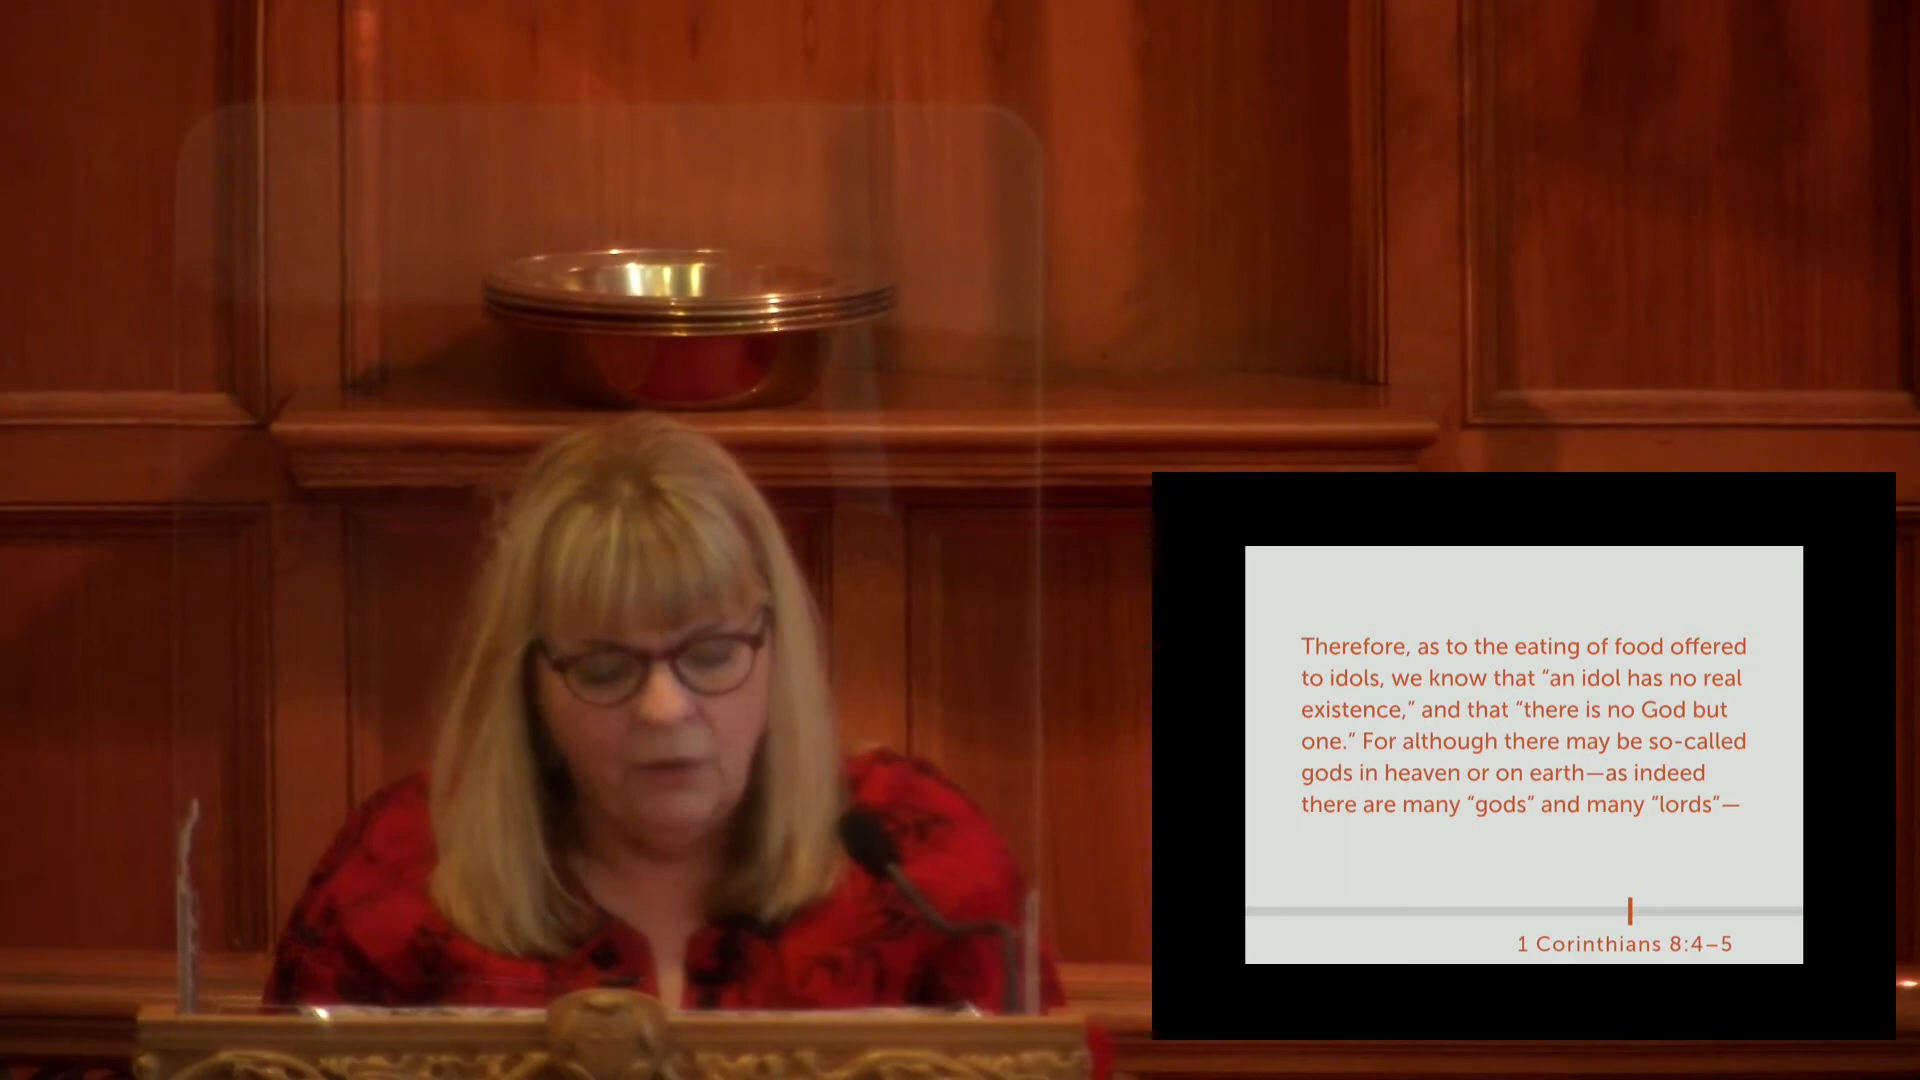 Therefore, as to the eating of food offered
to idols, we know that “an idol has no real
existence,” and that “there is no God but
one.” For although there may be so-called
gods in heaven or on earth—as indeed
there are many “gods” and many “lords”—
1 Corinthians 8:4–5